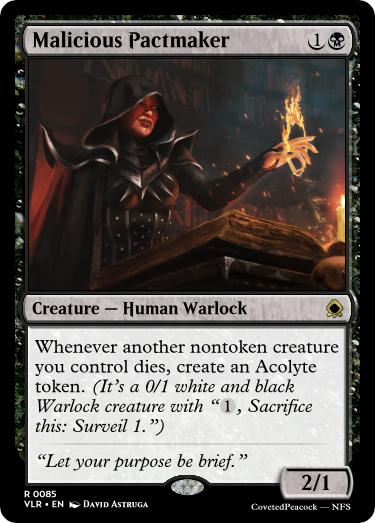 Malicious Pactmaker 1
Creature — Human Warlock
Whenever another nontoken creature
you control dies, create an Acolyte
token. (It's a 0/1 white and black
Warlock creature with “1, Sacrifice
this: Surveil 1.”)
“Let your purpose be brief.”
2/1
R 0085
VLR • EN DAVID ASTRUGA
CovetedPeacock — NFS